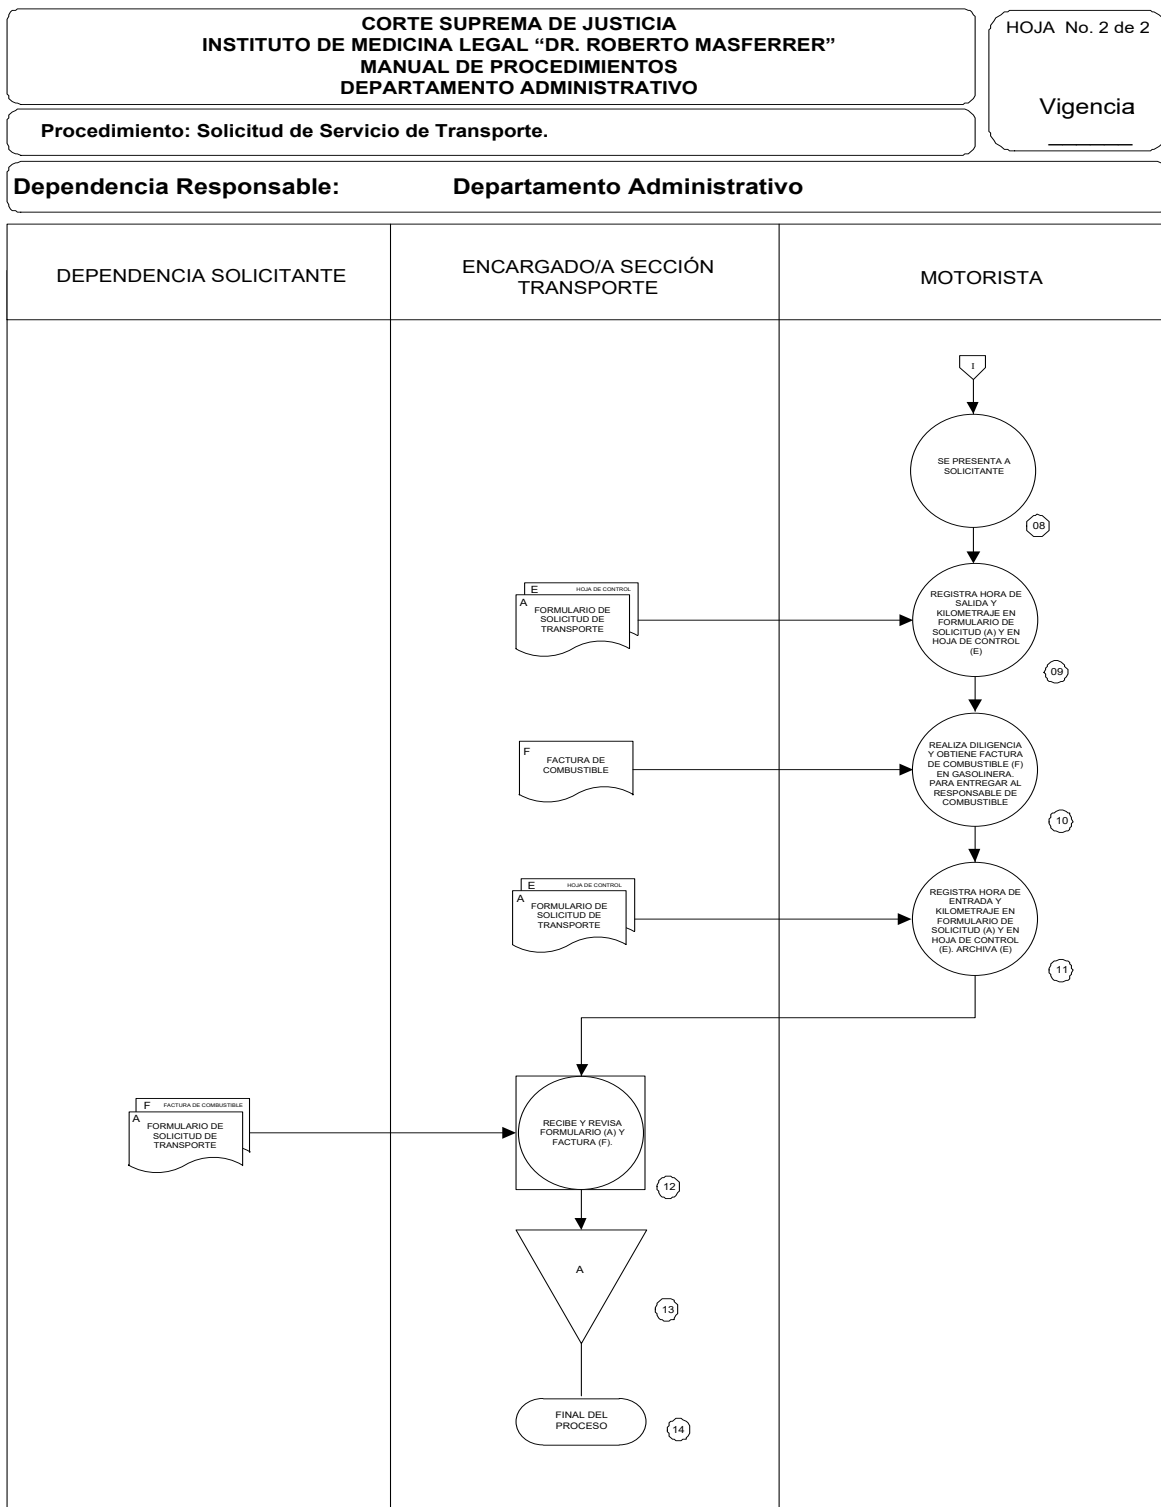 CORTE SUPREMA DE JUSTICIA
INSTITUTO DE MEDICINA LEGAL “DR. ROBERTO MASFERRER”
MANUAL DE PROCEDIMIENTOS
DEPARTAMENTO ADMINISTRATIVO
HOJA No. 2 de 2
Vigencia
Procedimiento: Solicitud de Servicio de Transporte.
Dependencia Responsable: Departamento Administrativo
DEPENDENCIA SOLICITANTE
ENCARGADO/A SECCIÓN
TRANSPORTE
MOTORISTA
I
SE PRESENTA A
SOLICITANTE
08
E HOJA DE CONTROL
A
FORMULARIO DE
SOLICITUD DE
TRANSPORTE
REGISTRA HORA DE
SALIDA Y
KILOMETRAJE EN
FORMULARIO DE
SOLICITUD (A) Y EN
HOJA DE CONTROL
(E)
09
F
FACTURA DE
COMBUSTIBLE
REALIZA DILIGENCIA
Y OBTIENE FACTURA
DE COMBUSTIBLE (F)
EN GASOLINERA.
PARA ENTREGAR AL
RESPONSABLE DE
COMBUSTIBLE
10
E HOJA DE CONTROL
A
FORMULARIO DE
SOLICITUD DE
TRANSPORTE
REGISTRA HORA DE
ENTRADA Y
KILOMETRAJE EN
FORMULARIO DE
SOLICITUD (A) Y EN
HOJA DE CONTROL
(E). ARCHIVA (E)
11
F FACTURA DE COMBUSTIBLE
A
FORMULARIO DE
SOLICITUD DE
TRANSPORTE
RECIBE Y REVISA
FORMULARIO (A) Y
FACTURA (F).
12
A
13
FINAL DEL
PROCESO
14